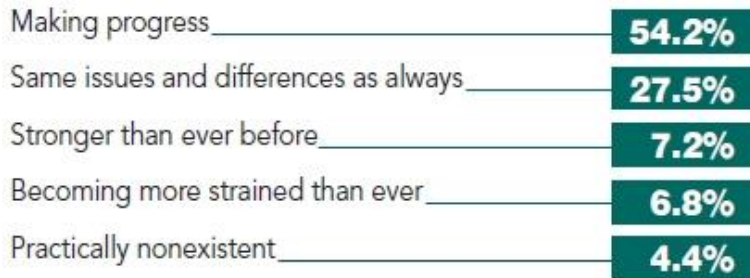 Making progress 54.2%
Same issues and differences as always 27.5%
Stronger than ever before 7.2%
Becoming more strained than ever 6.8%
Practically nonexistent 4.4%